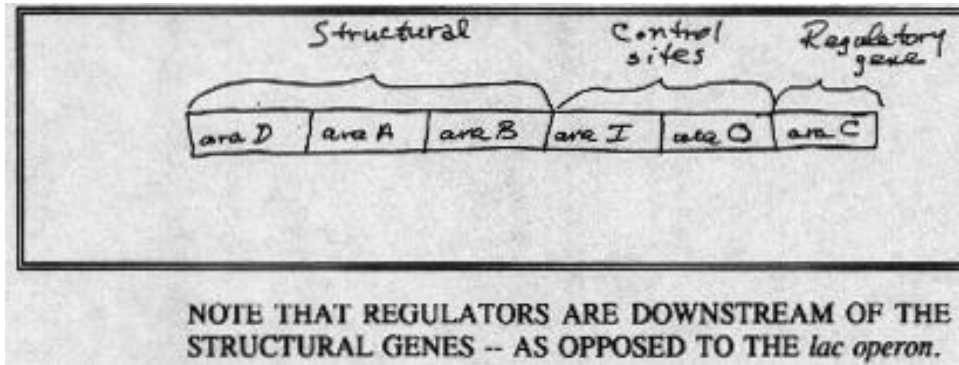 Structural Control Regulatory
sites gene
ara D ara A ara B ara I ara O ara C
NOTE THAT REGULATORS ARE DOWNSTREAM OF THE
STRUCTURAL GENES -- AS OPPOSED TO THE lac operon.